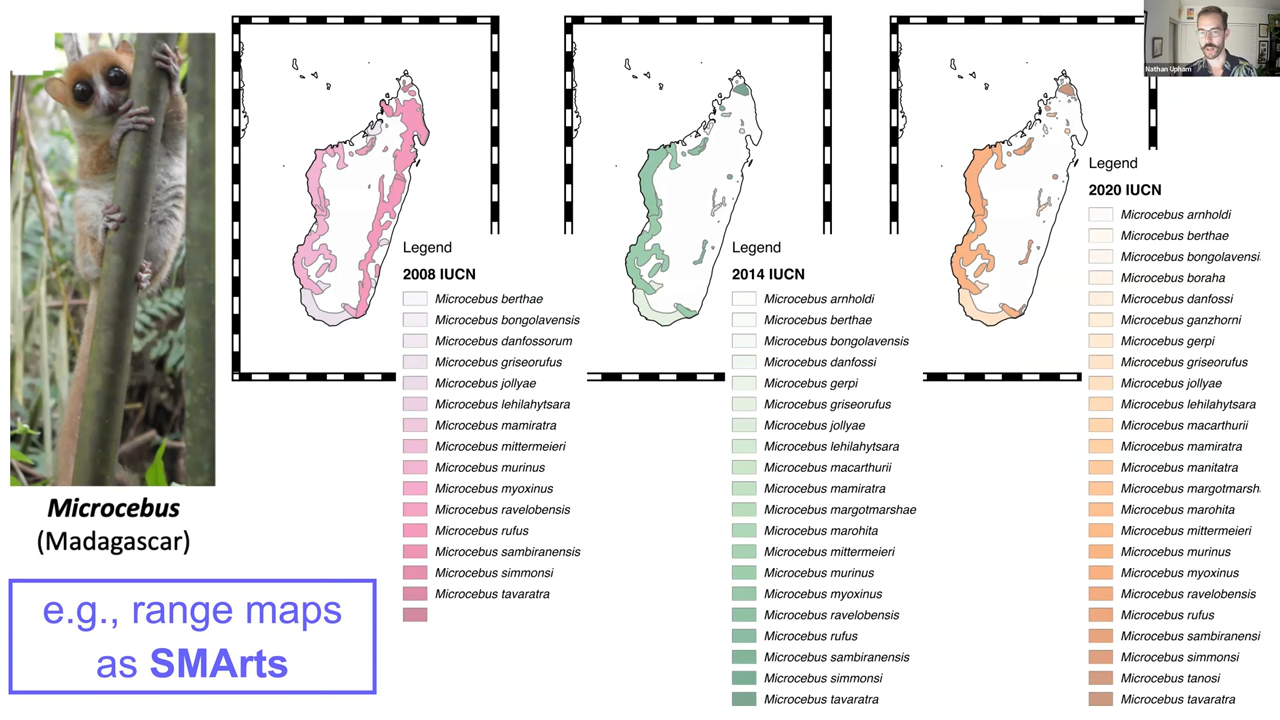 Nathan Upham
Microcebus
(Madagascar)
e.g., range maps
as SMArts
Legend
2008 IUCN
Microcebus berthae
Microcebus bongolavensis
Microcebus danfossorum
Microcebus griseorufus
Microcebus jollyae
Microcebus lehilahytsara
Microcebus mamiratra
Microcebus mittermeieri
Microcebus murinus
Microcebus myoxinus
Microcebus ravelobensis
Microcebus rufus
Microcebus sambiranensis
Microcebus simmonsi
Microcebus tavaratra
Legend
2014 IUCN
Microcebus arnholdi
Microcebus berthae
Microcebus bongolavensis
Microcebus danfossi
Microcebus gerpi
Microcebus griseorufus
Microcebus jollyae
Microcebus lehilahytsara
Microcebus macarthurii
Microcebus mamiratra
Microcebus margotmarshae
Microcebus marohita
Microcebus mittermeieri
Microcebus murinus
Microcebus myoxinus
Microcebus ravelobensis
Microcebus rufus
Microcebus sambiranensis
Microcebus simmonsi
Microcebus tavaratra
Legend
2020 IUCN
Microcebus arnholdi
Microcebus berthae
Microcebus bongolavensi
Microcebus boraha
Microcebus danfossi
Microcebus ganzhorni
Microcebus gerpi
Microcebus griseorufus
Microcebus jollyae
Microcebus lehilahytsara
Microcebus macarthurii
Microcebus mamiratra
Microcebus manitatra
Microcebus margotmarsh
Microcebus marohita
Microcebus mittermeieri
Microcebus murinus
Microcebus myoxinus
Microcebus ravelobensis
Microcebus rufus
Microcebus sambiranensi
Microcebus simmonsi
Microcebus tanosi
Microcebus tavaratra